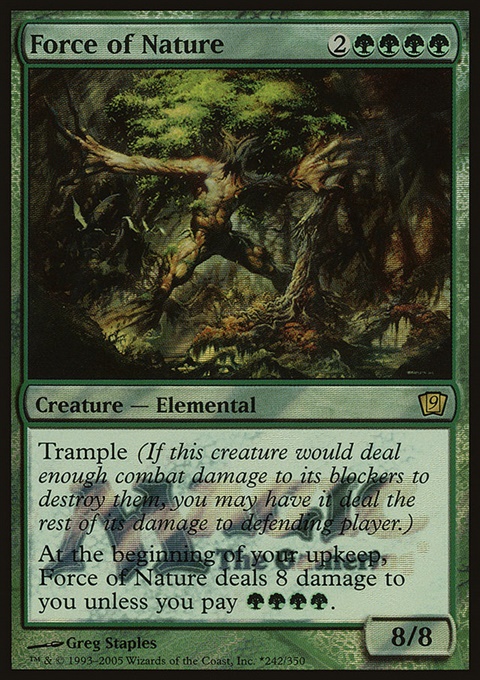 Force of Nature 2
Creature — Elemental 9
Trample (If this creature would deal
enough combat damage to its blockers to
destroy them, you may have it deal the
rest of its damage to defending player.)
At the beginning of your upkeep,
Force of Nature deals 8 damage to
you unless you pay .
Greg Staples
8/8
™ & © 1993–2005 Wizards of the Coast, Inc. *242/350